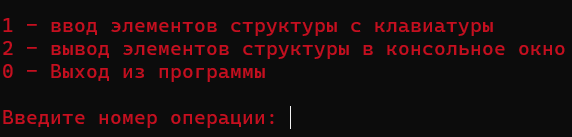 1 - ввод элементов структуры с клавиатуры
2 - вывод элементов структуры в консольное окно
0 - Выход из программы
Введите номер операции: